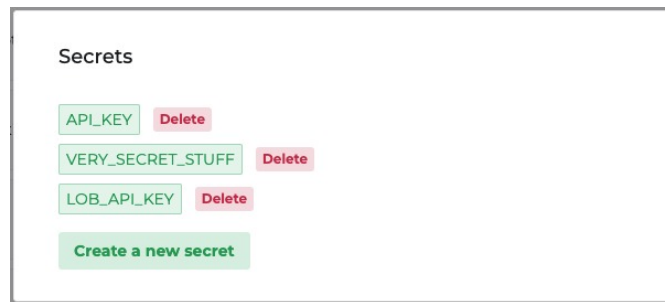 Secrets
API_KEY Delete
VERY_SECRET_STUFF Delete
LOB_API_KEY Delete
Create a new secret